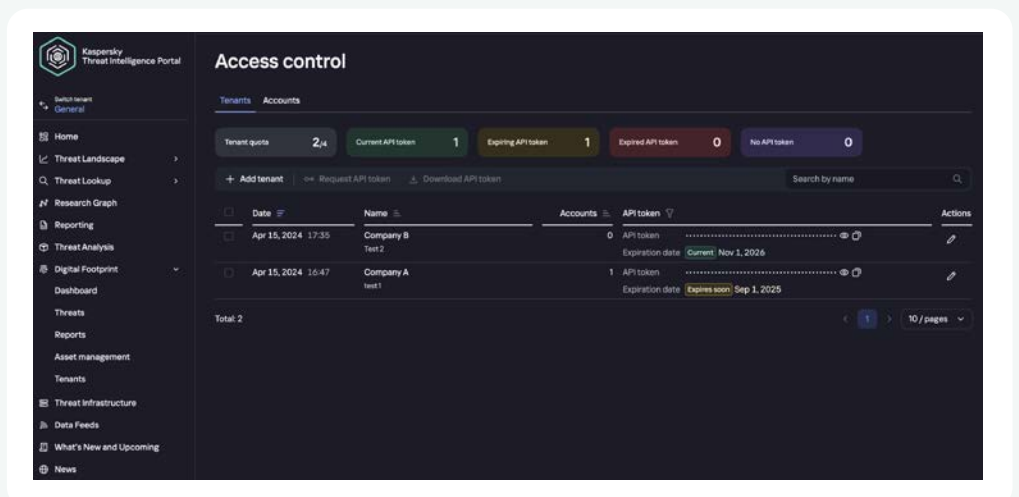 Kaspersky
Threat Intelligence Portal
Switch tenant
General
Home
Threat Landscape
Threat Lookup
Research Graph
Reporting
Threat Analysis
Digital Footprint
Dashboard
Threats
Reports
Asset management
Tenants
Threat Infrastructure
Data Feeds
What's New and Upcoming
News
Access control
Tenants Accounts
Tenant quota 2/4 Current API token 1 Expiring API token 1 Expired API token 0 No API token 0
+ Add tenant Request API token Download API token Search by name
Date Name Accounts API token Actions
Apr 15, 2024 17:35 Company B 0 API token
Test 2 Expiration date Current Nov 1, 2026
Apr 15, 2024 16:47 Company A 1 API token
test 1 Expiration date Expires soon Sep 1, 2025
Total: 2 1 10 / pages